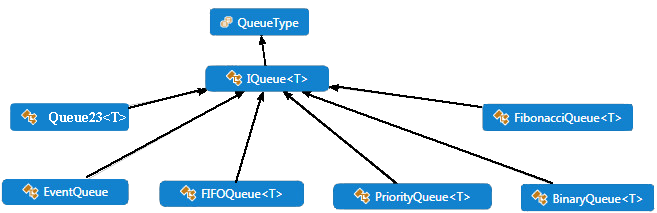 QueueType
IQueue<T>
Queue23<T>
FibonacciQueue<T>
EventQueue
FIFOQueue<T>
PriorityQueue<T>
BinaryQueue<T>